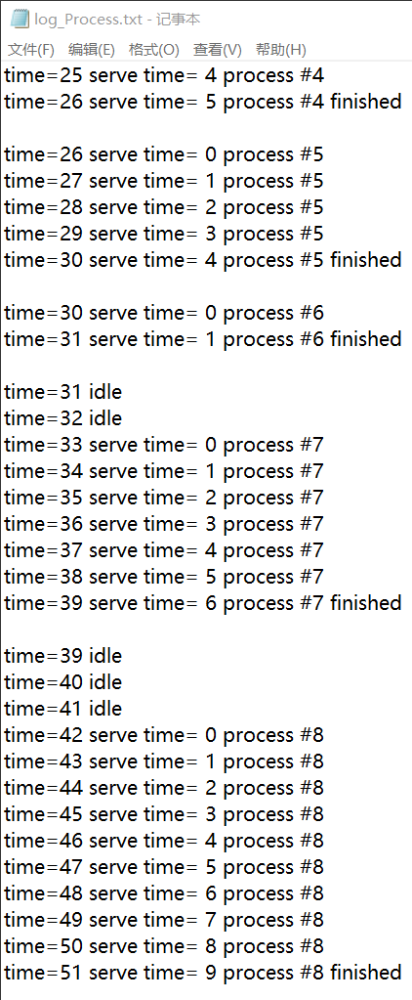 log_Process.txt - 记事本
文件(F) 编辑(E) 格式(O) 查看(V) 帮助(H)
time=25 serve time= 4 process #4
time=26 serve time= 5 process #4 finished
time=26 serve time= 0 process #5
time=27 serve time= 1 process #5
time=28 serve time= 2 process #5
time=29 serve time= 3 process #5
time=30 serve time= 4 process #5 finished
time=30 serve time= 0 process #6
time=31 serve time= 1 process #6 finished
time=31 idle
time=32 idle
time=33 serve time= 0 process #7
time=34 serve time= 1 process #7
time=35 serve time= 2 process #7
time=36 serve time= 3 process #7
time=37 serve time= 4 process #7
time=38 serve time= 5 process #7
time=39 serve time= 6 process #7 finished
time=39 idle
time=40 idle
time=41 idle
time=42 serve time= 0 process #8
time=43 serve time= 1 process #8
time=44 serve time= 2 process #8
time=45 serve time= 3 process #8
time=46 serve time= 4 process #8
time=47 serve time= 5 process #8
time=48 serve time= 6 process #8
time=49 serve time= 7 process #8
time=50 serve time= 8 process #8
time=51 serve time= 9 process #8 finished